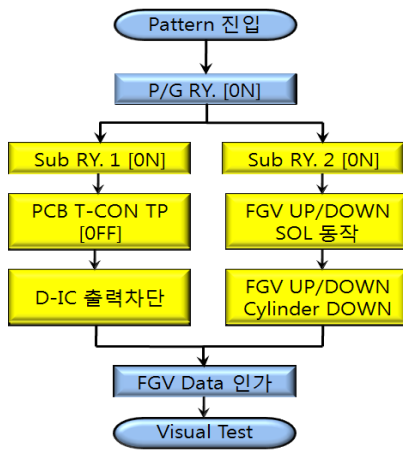 Pattern 진입
P/G RY. [0N]
Sub RY. 1 [0N]
Sub RY. 2 [0N]
PCB T-CON TP
[0FF]
FGV UP/DOWN
SOL 동작
D-IC 출력차단
FGV UP/DOWN
Cylinder DOWN
FGV Data 인가
Visual Test